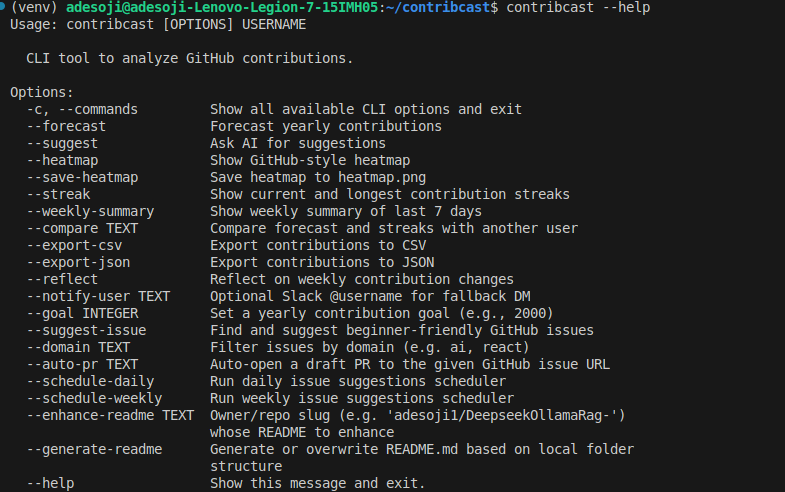 (venv) adesoji@adesoji-Lenovo-Legion-7-15IMH05:~/contribcast$ contribcast --help
Usage: contribcast [OPTIONS] USERNAME
CLI tool to analyze GitHub contributions.
Options:
-c, --commands Show all available CLI options and exit
--forecast Forecast yearly contributions
--suggest Ask AI for suggestions
--heatmap Show GitHub-style heatmap
--save-heatmap Save heatmap to heatmap.png
--streak Show current and longest contribution streaks
--weekly-summary Show weekly summary of last 7 days
--compare TEXT Compare forecast and streaks with another user
--export-csv Export contributions to CSV
--export-json Export contributions to JSON
--reflect Reflect on weekly contribution changes
--notify-user TEXT Optional Slack @username for fallback DM
--goal INTEGER Set a yearly contribution goal (e.g., 2000)
--suggest-issue Find and suggest beginner-friendly GitHub issues
--domain TEXT Filter issues by domain (e.g. ai, react)
--auto-pr TEXT Auto-open a draft PR to the given GitHub issue URL
--schedule-daily Run daily issue suggestions scheduler
--schedule-weekly Run weekly issue suggestions scheduler
--enhance-readme TEXT Owner/repo slug (e.g. 'adesoji1/DeepseekOllamaRag-')
whose README to enhance
--generate-readme Generate or overwrite README.md based on local folder
structure
--help Show this message and exit.